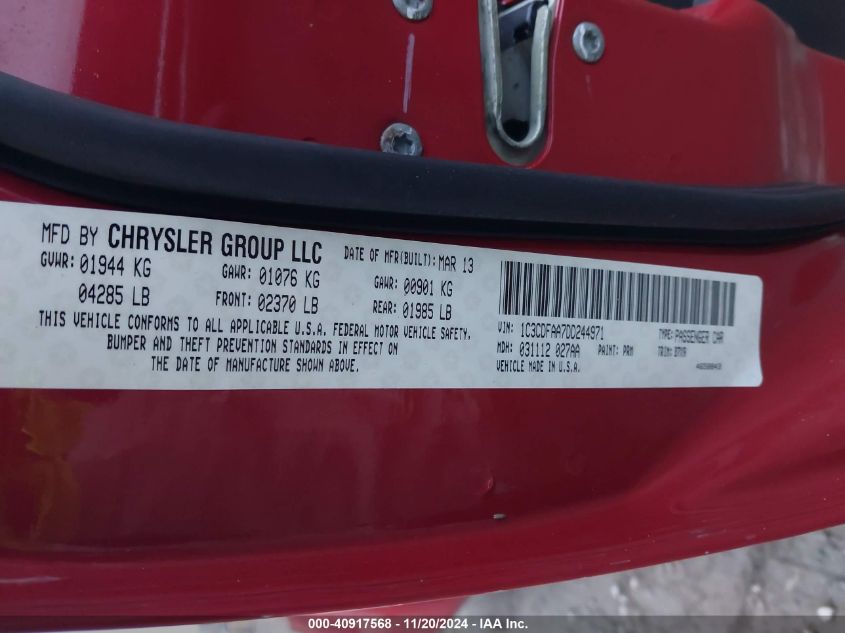 MFD BY CHRYSLER GROUP LLC DATE OF MFR(BUILT): MAR 13
GVWR: 01944 KG GAWR: 01076 KG GAWR: 00901 KG
04285 LB FRONT: 02370 LB REAR: 01985 LB
THIS VEHICLE CONFORMS TO ALL APPLICABLE U.S.A. FEDERAL MOTOR VEHICLE SAFETY,
BUMPER AND THEFT PREVENTION STANDARDS IN EFFECT ON
THE DATE OF MANUFACTURE SHOWN ABOVE.
VIN: 1C3CDFAA7DD244971 TYPE: PASSENGER CAR
MDH: 031112 027AA PAINT: PRM TRIM:
VEHICLE MADE IN U.S.A.
000-40917568 - 11/20/2024 - IAA Inc.